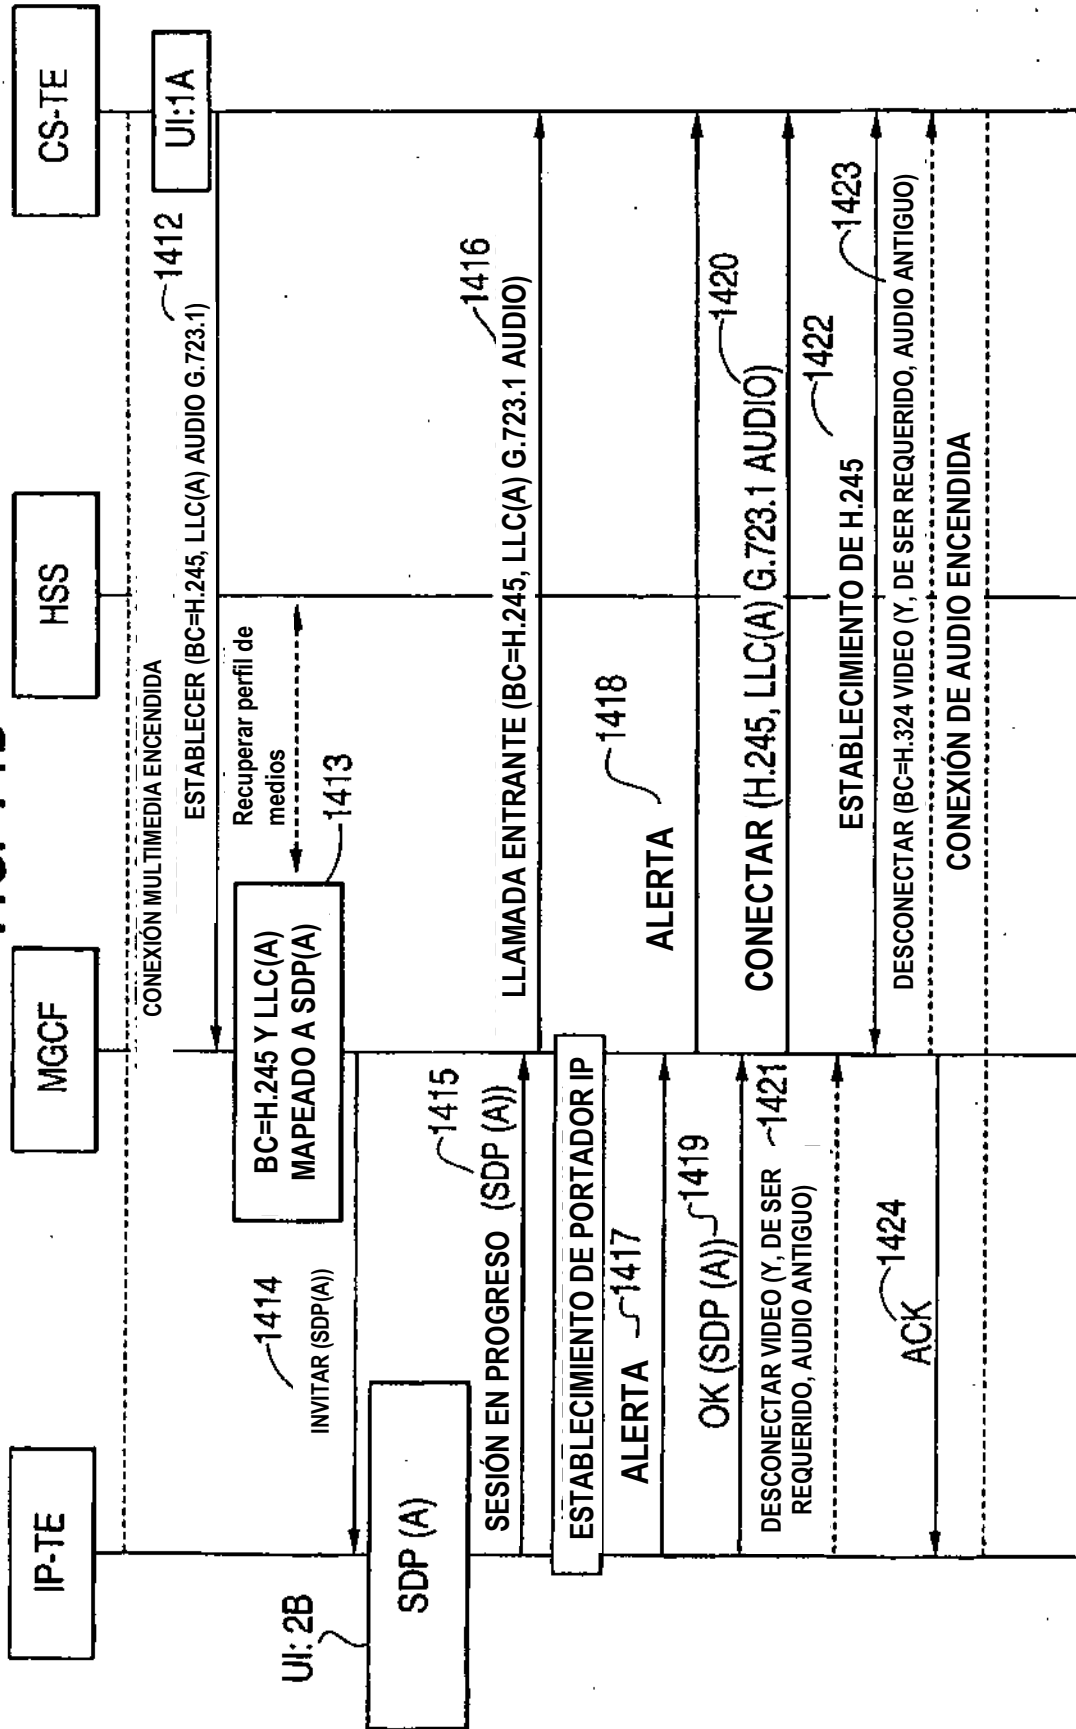 IP-TE
MGCF
HSS
CS-TE
CONEXIÓN MULTIMEDIA ENCENDIDA
UI:1A
1412
ESTABLECER (BC=H.245, LLC(A) AUDIO G.723.1)
Recuperar perfil de
medios
BC=H.245 Y LLC(A)
MAPEADO A SDP(A)
1413
1414
INVITAR (SDP(A))
UI: 2B
SDP (A)
1415
SESIÓN EN PROGRESO (SDP (A))
1416
LLAMADA ENTRANTE (BC=H.245, LLC(A) G.723.1 AUDIO)
ESTABLECIMIENTO DE PORTADOR IP
ALERTA
1417
ALERTA
1418
OK (SDP (A))
1419
CONECTAR (H.245, LLC(A) G.723.1 AUDIO)
1420
DESCONECTAR VIDEO (Y, DE SER
REQUERIDO, AUDIO ANTIGUO)
1421
ESTABLECIMIENTO DE H.245
1422
DESCONECTAR (BC=H.324 VIDEO (Y, DE SER REQUERIDO, AUDIO ANTIGUO)
1423
ACK
1424
CONEXIÓN DE AUDIO ENCENDIDA